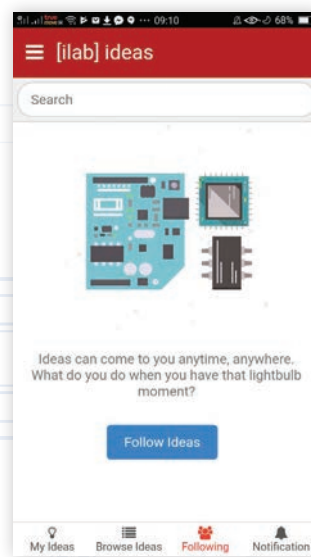 09:10 68%
[ilab] ideas
Search
Ideas can come to you anytime, anywhere.
What do you do when you have that lightbulb
moment?
Follow Ideas
My Ideas Browse Ideas Following Notification